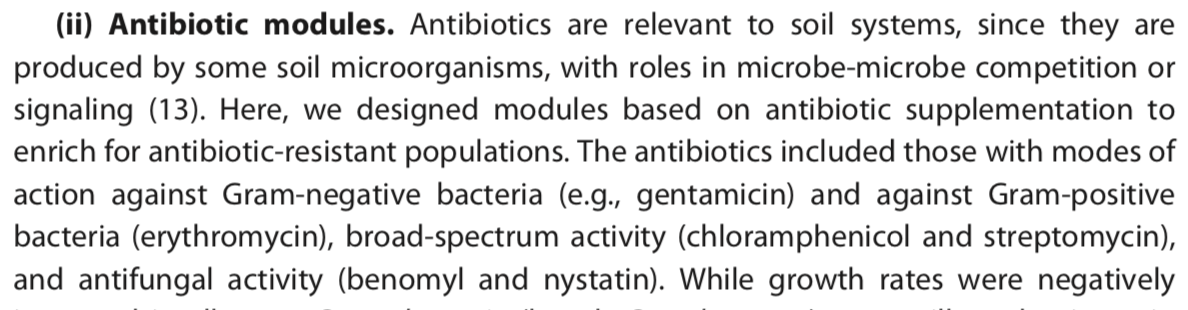 (ii) Antibiotic modules. Antibiotics are relevant to soil systems, since they are
produced by some soil microorganisms, with roles in microbe-microbe competition or
signaling (13). Here, we designed modules based on antibiotic supplementation to
enrich for antibiotic-resistant populations. The antibiotics included those with modes of
action against Gram-negative bacteria (e.g., gentamicin) and against Gram-positive
bacteria (erythromycin), broad-spectrum activity (chloramphenicol and streptomycin),
and antifungal activity (benomyl and nystatin). While growth rates were negatively